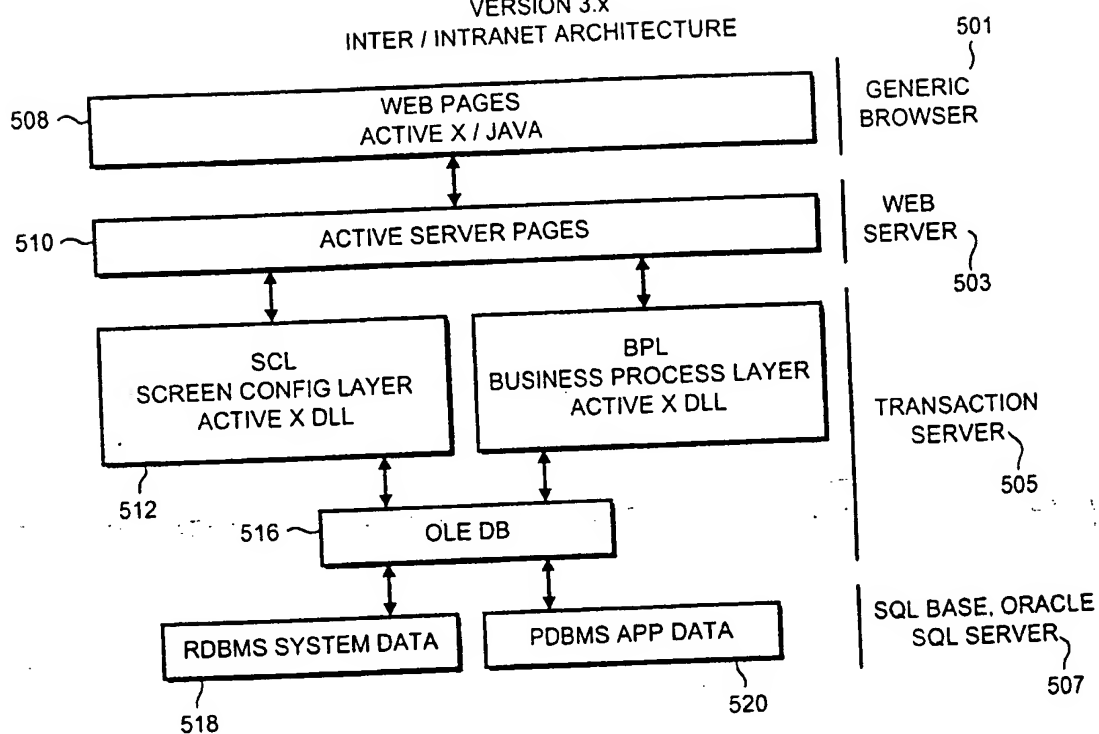 VERSION 3.x
INTER / INTRANET ARCHITECTURE
501
508
WEB PAGES
ACTIVE X / JAVA
GENERIC
BROWSER
510
ACTIVE SERVER PAGES
WEB
SERVER
503
SCL
SCREEN CONFIG LAYER
ACTIVE X DLL
BPL
BUSINESS PROCESS LAYER
ACTIVE X DLL
TRANSACTION
SERVER
505
512
516
OLE DB
RDBMS SYSTEM DATA
PDBMS APP DATA
SQL BASE, ORACLE
SQL SERVER
507
518
520